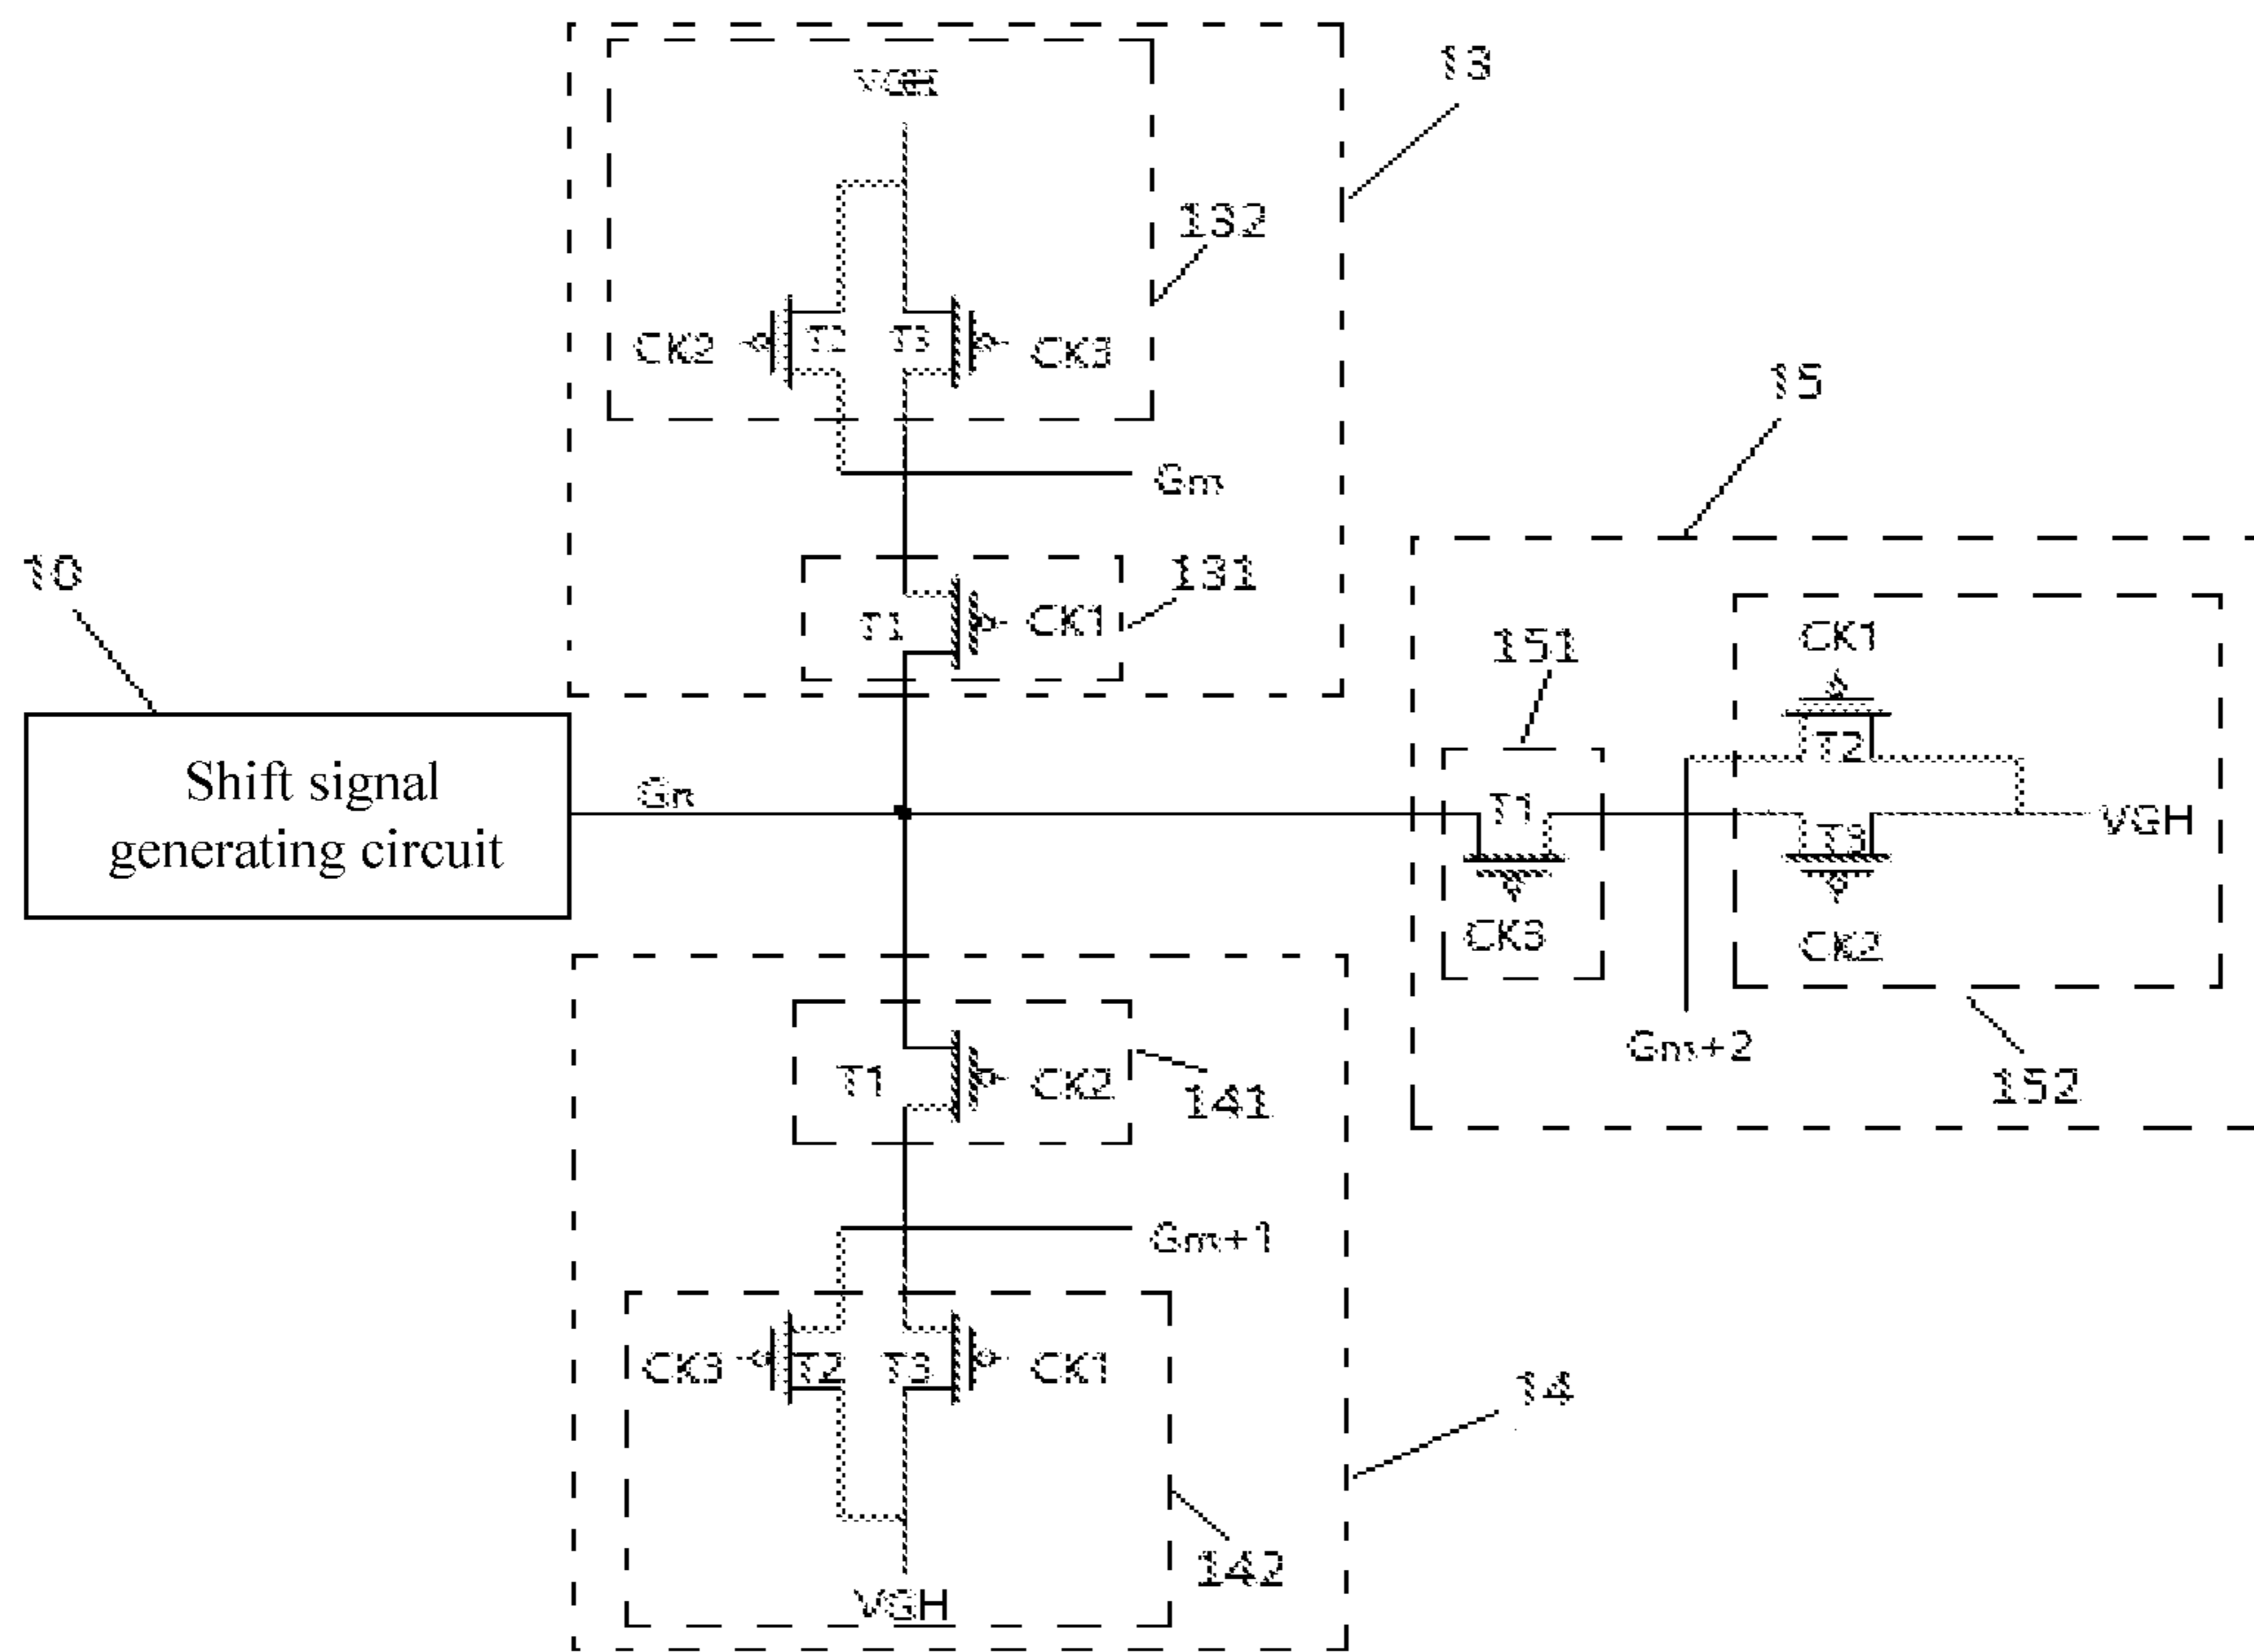 13
VGH
132
CK2
T2
T3
CK3
15
Gm
10
131
T1
CK1
151
CK1
Shift signal
generating circuit
Gn
T1
T2
VGH
T3
CK3
CK2
T1
CK2
141
Gm+2
152
Gm+1
CK3
T2
T3
CK1
14
142
VGH